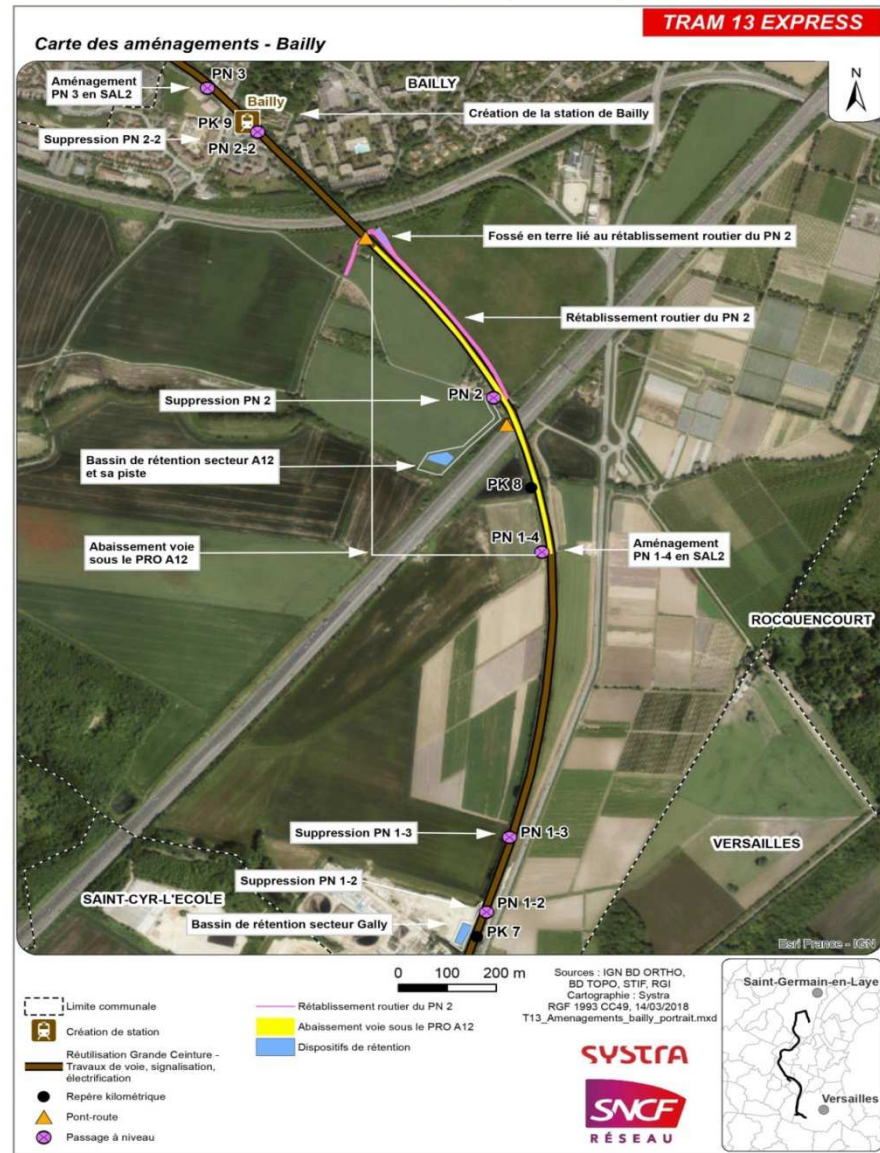 TRAM 13 EXPRESS
Carte des aménagements - Bailly
N
PN 3
Aménagement
PN 3 en SAL2
BAILLY
Bailly
Création de la station de Bailly
PK 9
Suppression PN 2-2
PN 2-2
Fossé en terre lié au rétablissement routier du PN 2
Rétablissement routier du PN 2
Suppression PN 2
PN 2
Bassin de rétention secteur A12
et sa piste
PK 8
PN 1-4
Abaissement voie
sous le PRO A12
Aménagement
PN 1-4 en SAL2
ROCQUENCOURT
Suppression PN 1-3
PN 1-3
VERSAILLES
Suppression PN 1-2
SAINT-CYR-L'ECOLE
PN 1-2
Bassin de rétention secteur Gally
PK 7
Esri France - IGN
0 100 200 m
Limite communale
Création de station
Réutilisation Grande Ceinture -
Travaux de voie, signalisation,
électrification
Repère kilométrique
Pont-route
Passage à niveau
Rétablissement routier du PN 2
Abaissement voie sous le PRO A12
Dispositifs de rétention
Sources : IGN BD ORTHO,
BD TOPO, STIF, RGI
Cartographie : Systra
RGF 1993 CC49, 14/03/2018
T13_Amenagements_bailly_portrait.mxd
SYSTRA
SNCF
RÉSEAU
Saint-Germain-en-Laye
Versailles